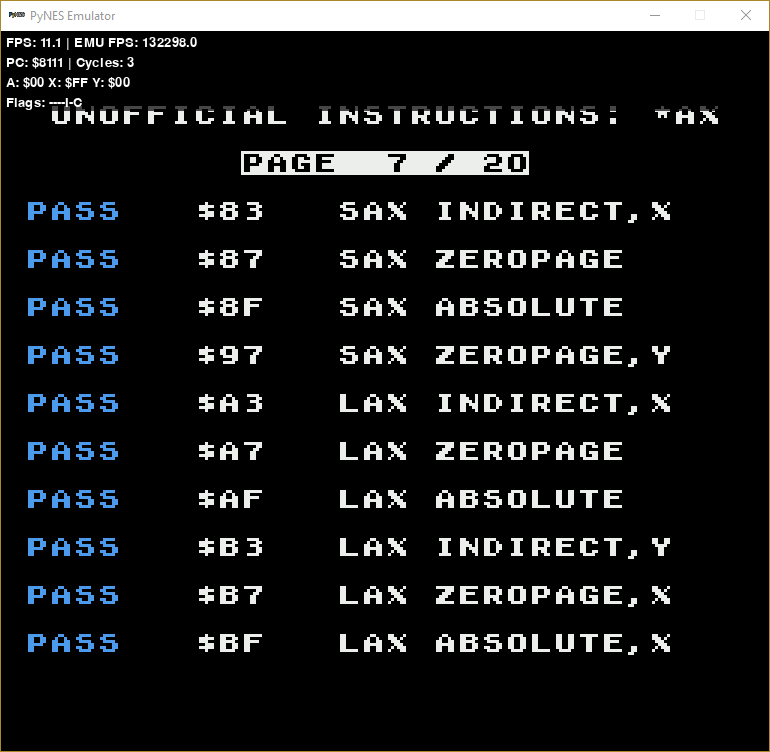 PyNES PyNES Emulator
FPS: 11.1 | EMU FPS: 132298.0
PC: $8111 | Cycles: 3
A: $00 X: $FF Y: $00
Flags: ----I-C
UNOFFICIAL INSTRUCTIONS: *AX
PAGE 7 / 20
PASS $83 SAX INDIRECT,X
PASS $87 SAX ZEROPAGE
PASS $8F SAX ABSOLUTE
PASS $97 SAX ZEROPAGE,Y
PASS $A3 LAX INDIRECT,X
PASS $A7 LAX ZEROPAGE
PASS $AF LAX ABSOLUTE
PASS $B3 LAX INDIRECT,Y
PASS $B7 LAX ZEROPAGE,X
PASS $BF LAX ABSOLUTE,X